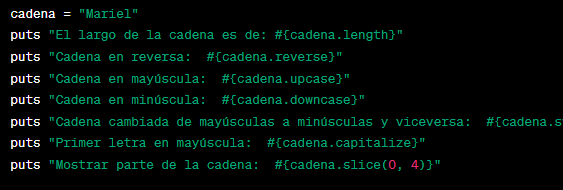 cadena = "Mariel"
puts "El largo de la cadena es de: #{cadena.length}"
puts "Cadena en reversa:  #{cadena.reverse}"
puts "Cadena en mayúscula:  #{cadena.upcase}"
puts "Cadena en minúscula:  #{cadena.downcase}"
puts "Cadena cambiada de mayúsculas a minúsculas y viceversa:  #{cadena.s
puts "Primer letra en mayúscula:  #{cadena.capitalize}"
puts "Mostrar parte de la cadena:  #{cadena.slice(0, 4)}"